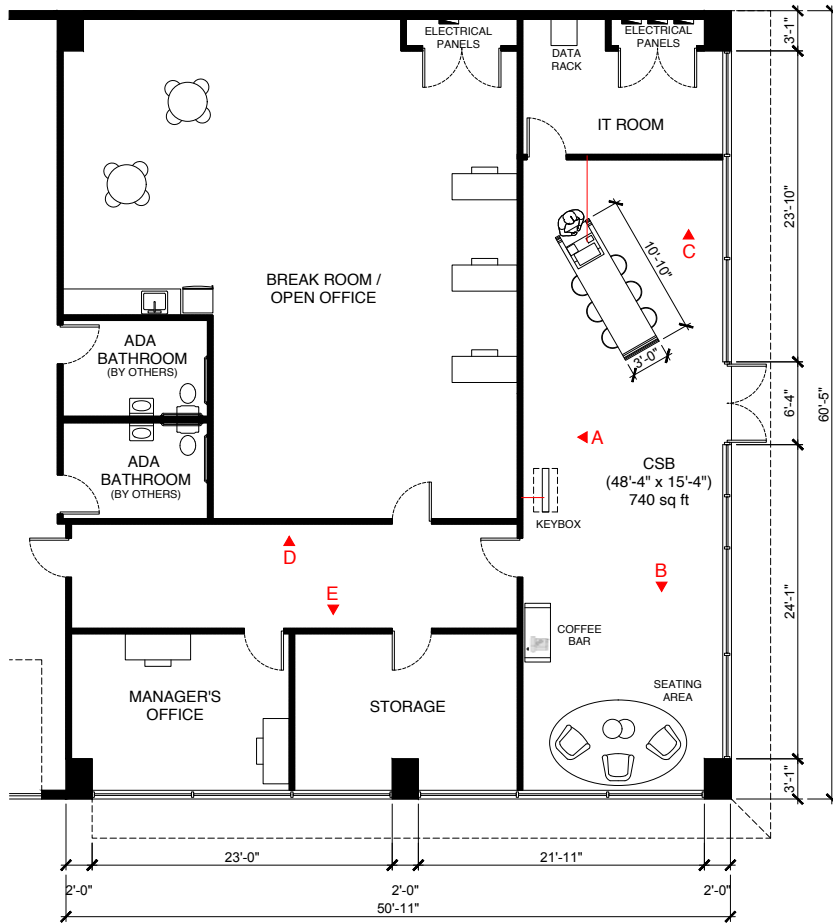 ELECTRICAL
PANELS
ELECTRICAL
PANELS
DATA
RACK
IT ROOM
3'-1"
23'-10"
C
10'-10"
3'-0"
BREAK ROOM /
OPEN OFFICE
ADA
BATHROOM
(BY OTHERS)
6'-4"
60'-5"
A
CSB
(48'-4" x 15'-4")
740 sq ft
ADA
BATHROOM
(BY OTHERS)
KEYBOX
D
E
B
24'-1"
COFFEE
BAR
MANAGER'S
OFFICE
STORAGE
SEATING
AREA
3'-1"
23'-0"
21'-11"
2'-0"
2'-0"
2'-0"
50'-11"